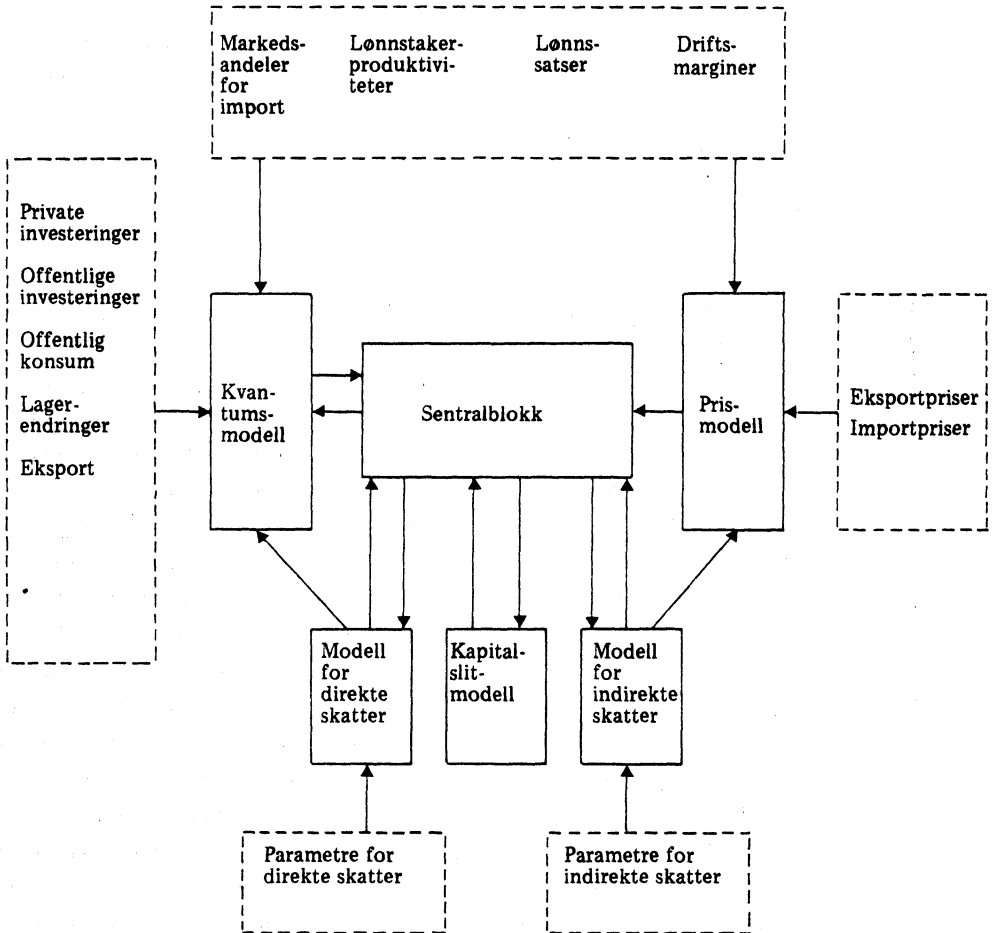 Markeds-
andeler
for
import
Lønnstaker-
produktivi-
teter
Lønns-
satser
Drifts-
marginer
Private
investeringer
Offentlige
investeringer
Offentlig
konsum
Lager-
endringer
Eksport
Kvan-
tums-
modell
Sentralblokk
Pris-
modell
Eksportpriser
Importpriser
Modell
for
direkte
skatter
Kapital-
slit-
modell
Modell
for
indirekte
skatter
Parametre for
direkte skatter
Parametre for
indirekte skatter